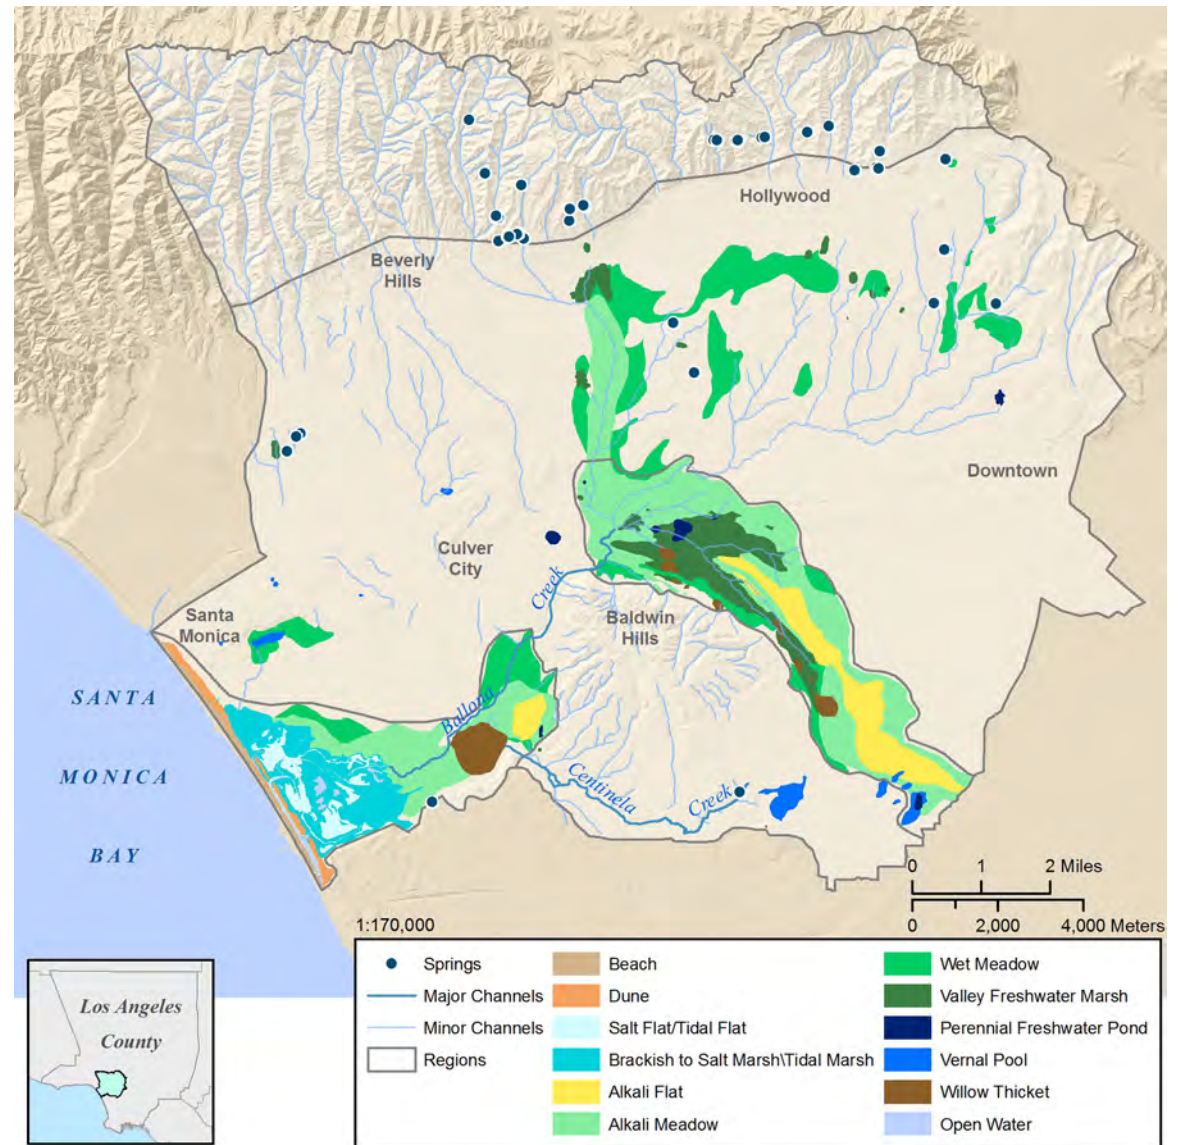 Hollywood
Beverly
Hills
Downtown
Culver
City
Creek
Baldwin
Hills
Santa
Monica
Ballona
SANTA
MONICA
BAY
Centinela
Creek
0 1 2 Miles
0 2,000 4,000 Meters
1:170,000
Springs
Major Channels
Minor Channels
Regions
Beach
Dune
Salt Flat/Tidal Flat
Brackish to Salt Marsh\Tidal Marsh
Alkali Flat
Alkali Meadow
Wet Meadow
Valley Freshwater Marsh
Perennial Freshwater Pond
Vernal Pool
Willow Thicket
Open Water
Los Angeles
County